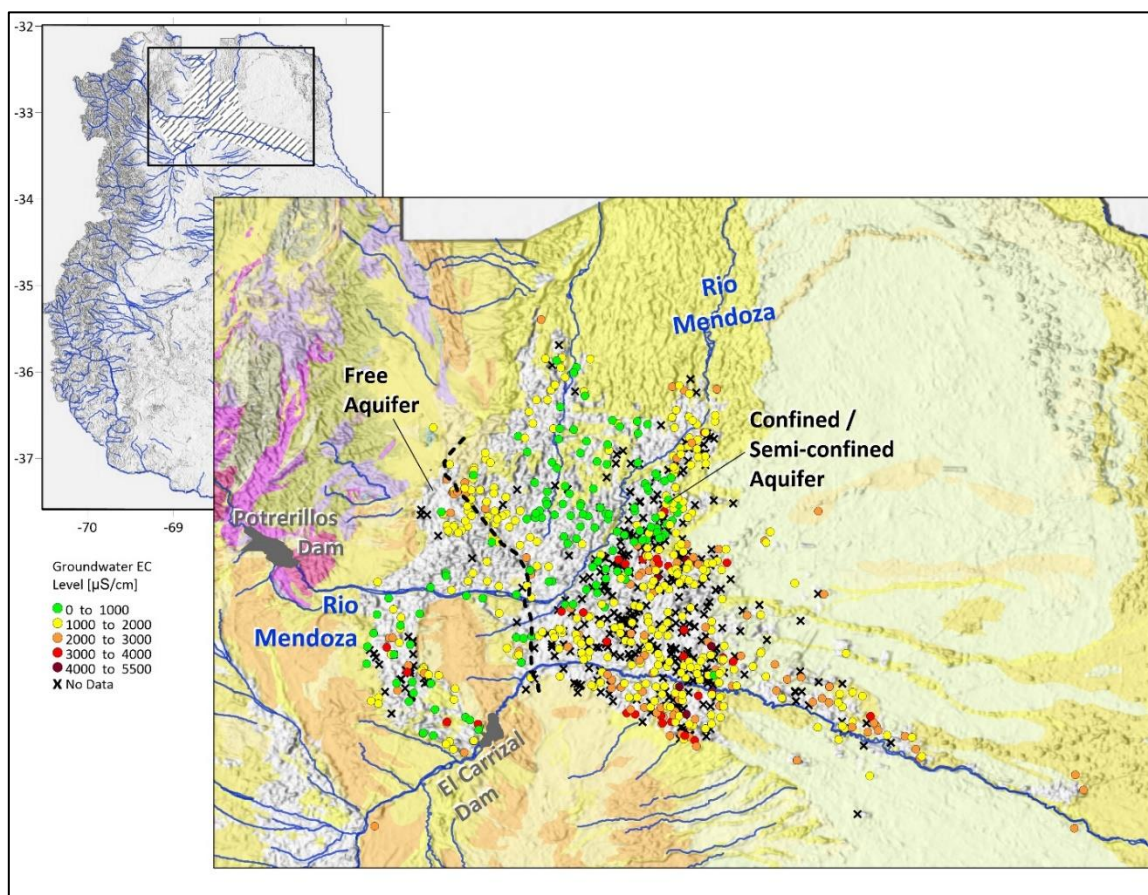 -32
-33
-34
-35
-36
-37
-70
-69
Rio
Mendoza
Free
Aquifer
Confined /
Semi-confined
Aquifer
Potrerillos
Dam
Rio
Mendoza
El Carrizal
Dam
Groundwater EC
Level [µS/cm]
0 to 1000
1000 to 2000
2000 to 3000
3000 to 4000
4000 to 5500
No Data